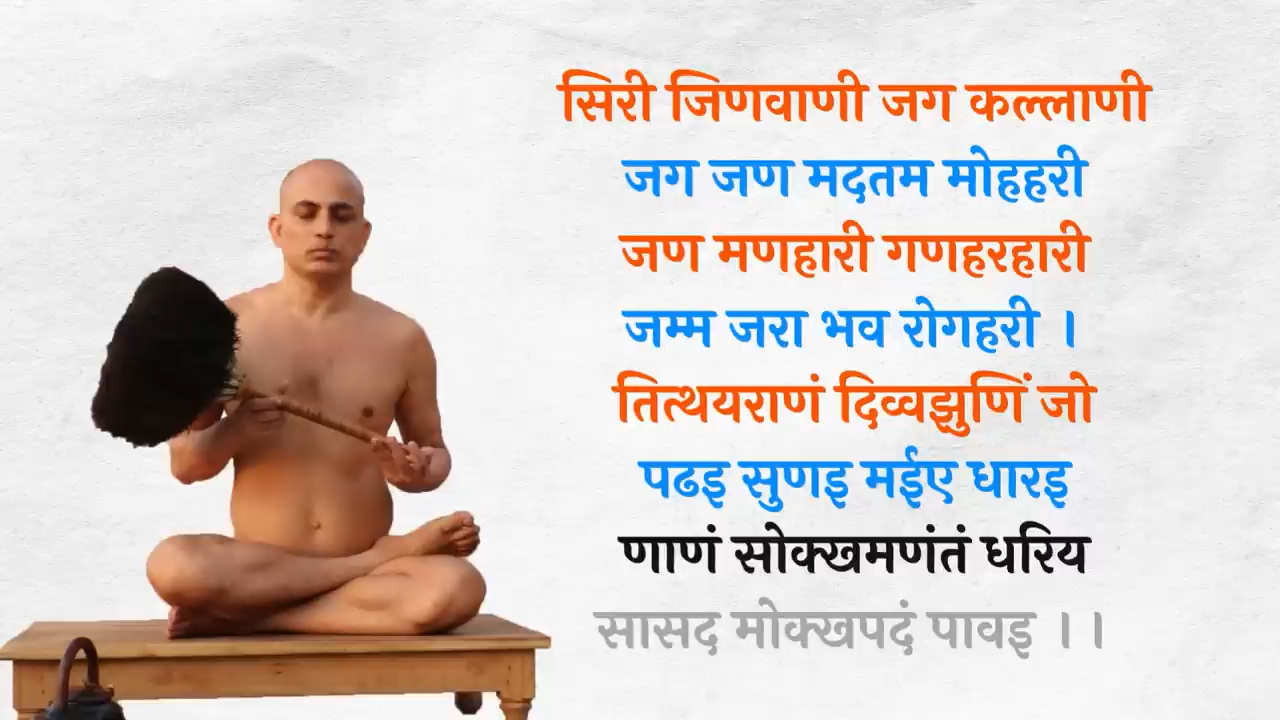 सिरी जिणवाणी जग कल्लाणी
जग जण मदतम मोहहरी
जण मणहारी गणहरहारी
जम्म जरा भव रोगहरी ।
तित्थयराणं दिव्वझुणिं जो
पढइ सुणइ मईए धारइ
णाणं सोक्खमणंतं धरिय
सासद मोक्खपदं पावइ ।।